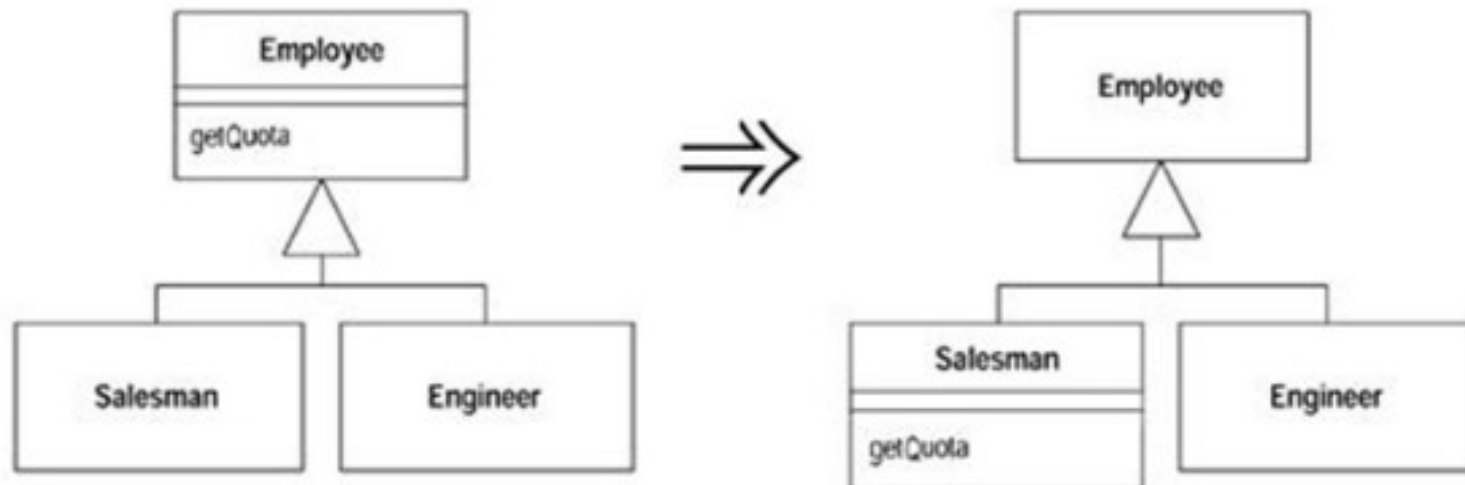 Employee
getQuota
Salesman
Engineer
Employee
Salesman
getQuota
Engineer